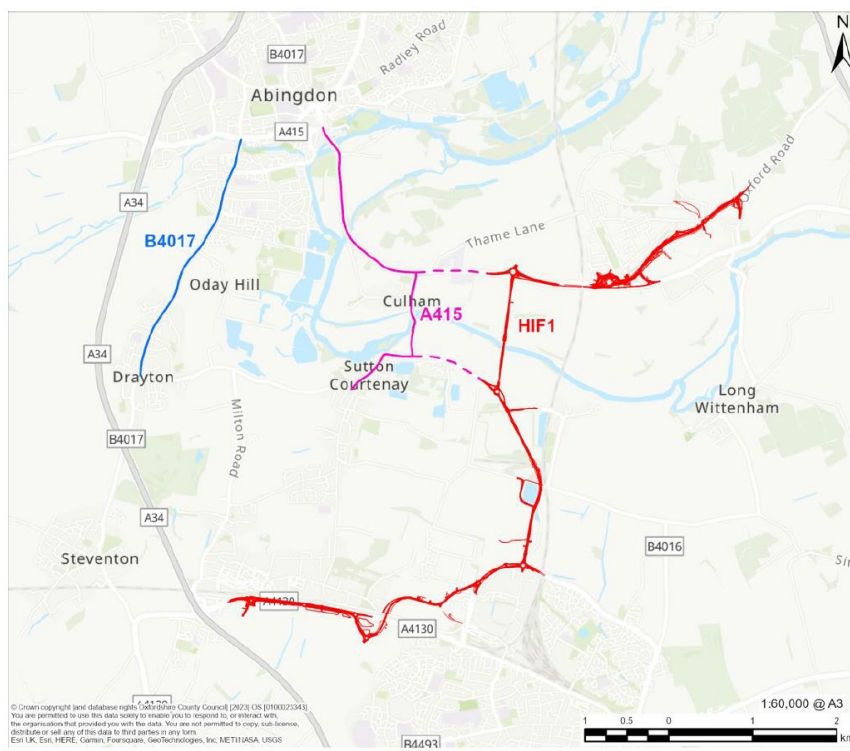 N
B4017
Radley Road
Abingdon
A415
A34
Oxford Road
B4017
Thame Lane
Oday Hill
Culham
A415
HIF1
A34
Drayton
Sutton
Courtenay
Long
Wittenham
Milton Road
B4017
A34
Steventon
B4016
A4130
A4130
1:60,000 @ A3
© Crown copyright and database rights Oxfordshire County Council [2023] OS [0100023343]
You are permitted to use this data solely to enable you to respond to, or interact with,
the organisation that provided you with the data. You are not permitted to copy, sub-licence,
distribute or sell any of this data to third parties in any form.
Esri UK, Esri, HERE, Garmin, Foursquare, GeoTechnologies, Inc, METI/NASA, USGS
B4493
1 0.5 0 1 2
km